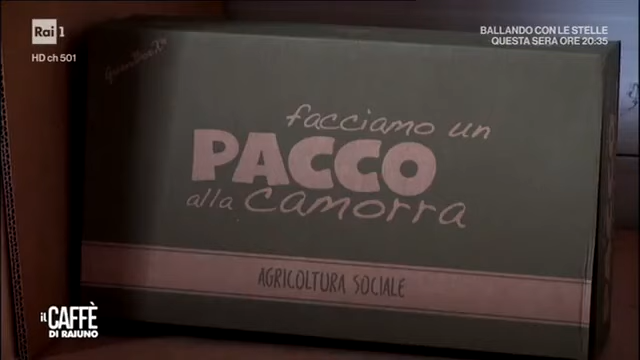 Rai 1
HD ch 501
BALLANDO CON LE STELLE
QUESTA SERA ORE 20:35
facciamo un
PACCO
alla camorra
AGRICOLTURA SOCIALE
il CAFFÈ
DI RAIUNO